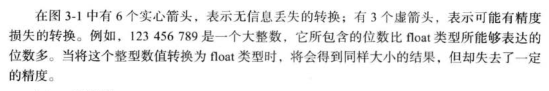 在图 3-1 中有 6 个实心箭头，表示无信息丢失的转换；有 3 个虚箭头，表示可能有精度
损失的转换。例如，123 456 789 是一个大整数，它所包含的位数比 float 类型所能够表达的
位数多。当将这个整型数值转换为 float 类型时，将会得到同样大小的结果，但却失去了一定
的精度。